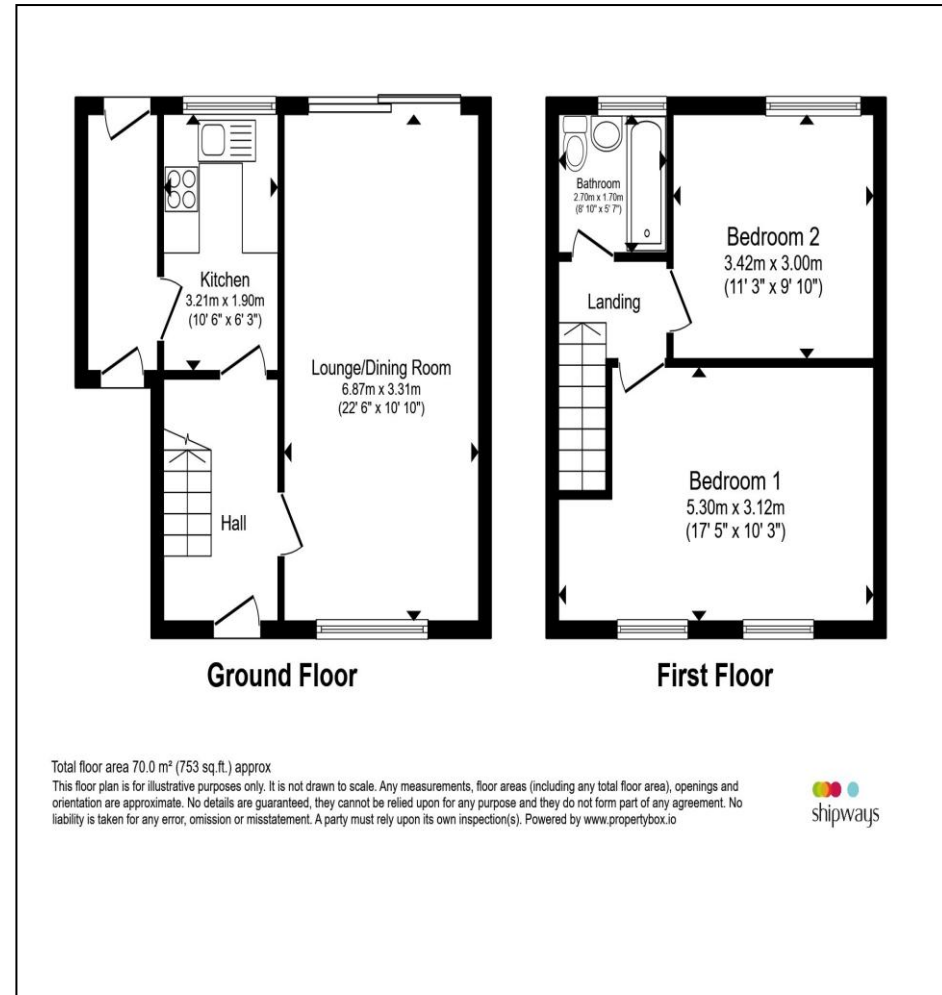 Kitchen
3.21m x 1.90m
(10' 6" x 6' 3")
Lounge/Dining Room
6.87m x 3.31m
(22' 6" x 10' 10")
Hall
Ground Floor
Bathroom
2.70m x 1.70m
(8' 10" x 5' 7")
Bedroom 2
3.42m x 3.00m
(11' 3" x 9' 10")
Landing
Bedroom 1
5.30m x 3.12m
(17' 5" x 10' 3")
First Floor
Total floor area 70.0 m² (753 sq.ft.) approx
This floor plan is for illustrative purposes only. It is not drawn to scale. Any measurements, floor areas (including any total floor area), openings and
orientation are approximate. No details are guaranteed, they cannot be relied upon for any purpose and they do not form part of any agreement. No
liability is taken for any error, omission or misstatement. A party must rely upon its own inspection(s). Powered by www.propertybox.io
shipways